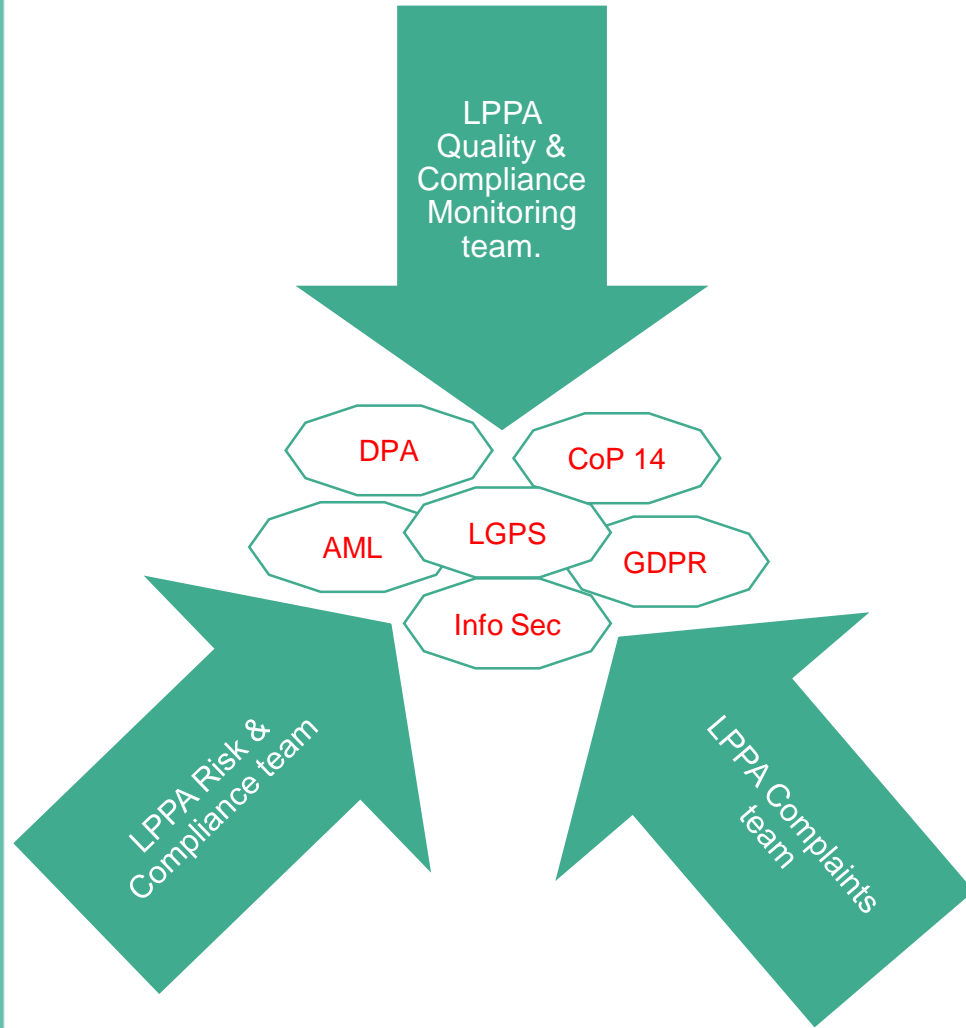 LPPA
Quality &
Compliance
Monitoring
team.
DPA
CoP 14
AML
LGPS
GDPR
Info Sec
LPPA Risk &
Compliance team
LPPA Complaints
team